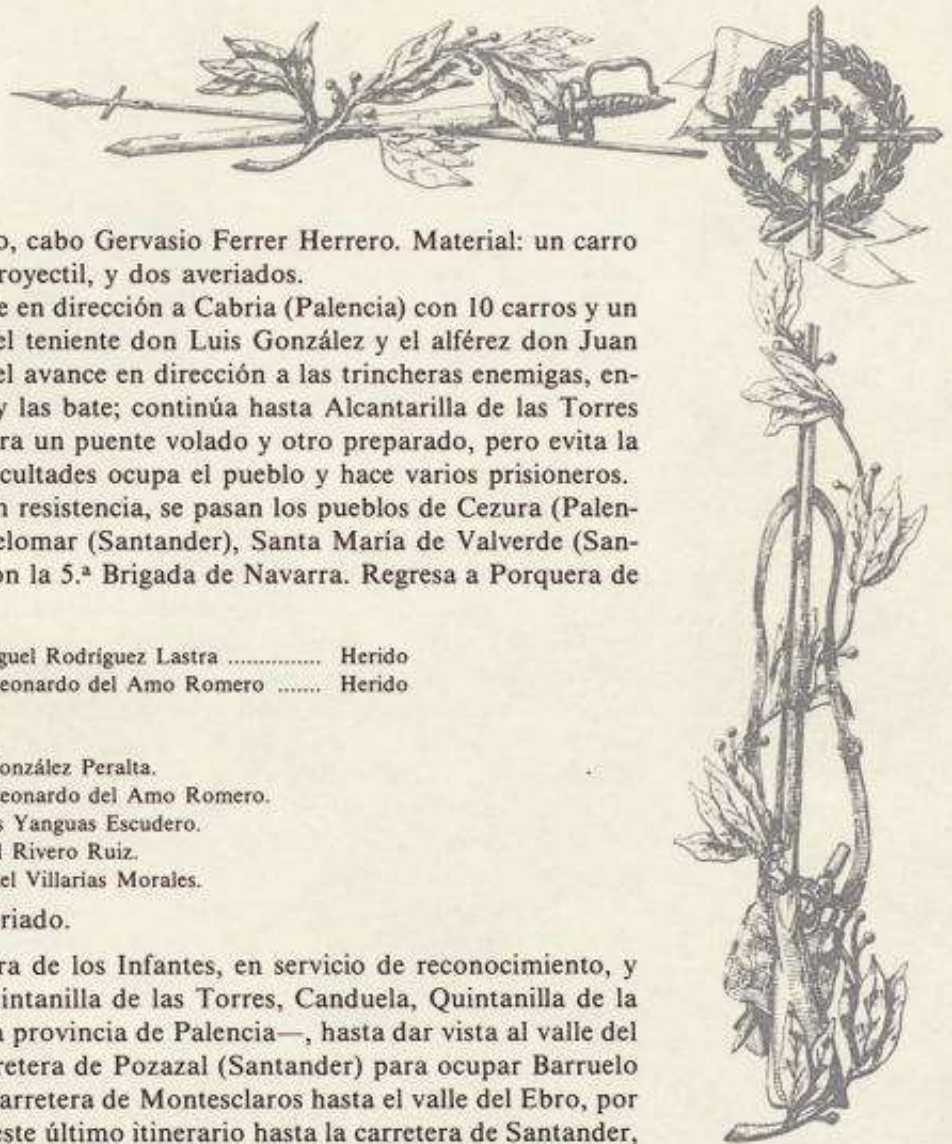 o, cabo Gervasio Ferrer Herrero. Material: un carro
royectil, y dos averiados.
e en dirección a Cabria (Palencia) con 10 carros y un
el teniente don Luis González y el alférez don Juan
el avance en dirección a las trincheras enemigas, en-
y las bate; continúa hasta Alcantarilla de las Torres
ra un puente volado y otro preparado, pero evita la
cultades ocupa el pueblo y hace varios prisioneros.
n resistencia, se pasan los pueblos de Cezura (Palen-
elomar (Santander), Santa María de Valverde (San-
on la 5.ª Brigada de Navarra. Regresa a Porquera de
guel Rodríguez Lastra ............... Herido
eonardo del Amo Romero ....... Herido
onzález Peralta.
eonardo del Amo Romero.
s Yanguas Escudero.
l Rivero Ruiz.
el Villarias Morales.
riado.
ra de los Infantes, en servicio de reconocimiento, y
uintanilla de las Torres, Canduela, Quintanilla de la
a provincia de Palencia—, hasta dar vista al valle del
rretera de Pozazal (Santander) para ocupar Barruelo
carretera de Montesclaros hasta el valle del Ebro, por
este último itinerario hasta la carretera de Santander,